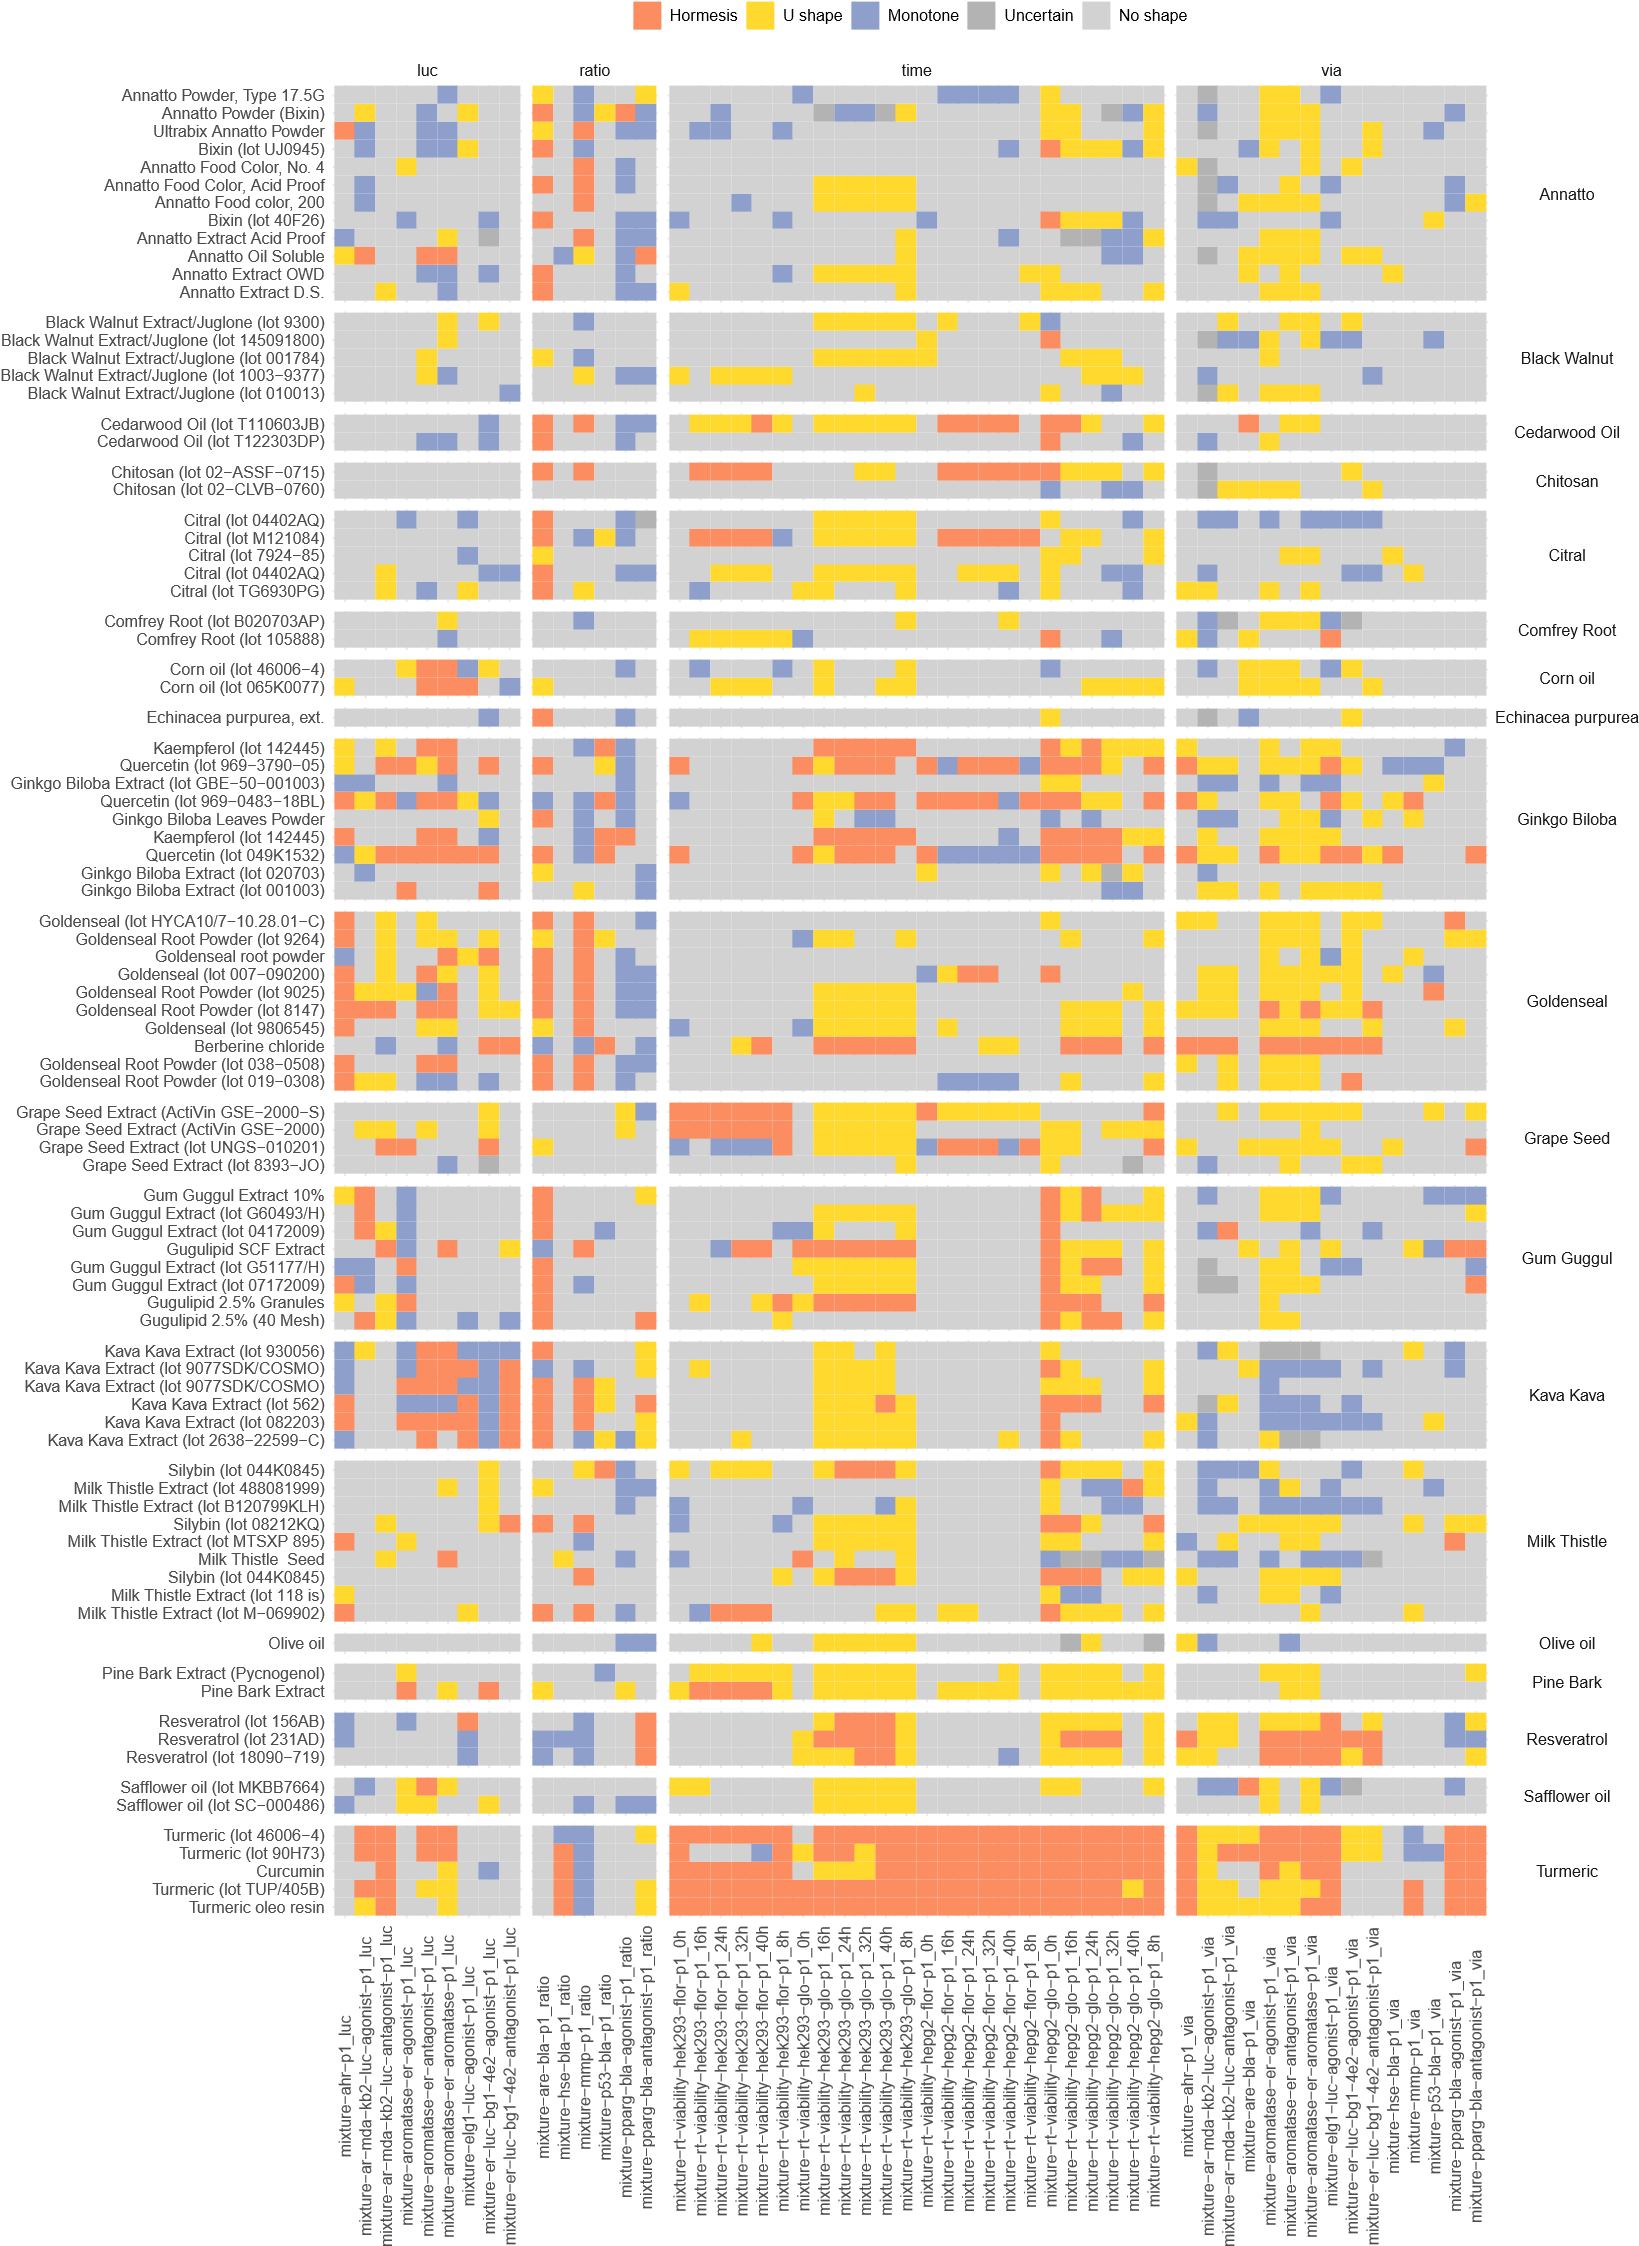 Hormesis U shape Monotone Uncertain No shape
luc ratio time via
Annatto Powder, Type 17.5G
Annatto Powder (Bixin)
Ultrabix Annatto Powder
Bixin (lot UJ0945)
Annatto Food Color, No. 4
Annatto Food Color, Acid Proof
Annatto Food color, 200
Bixin (lot 40F26)
Annatto Extract Acid Proof
Annatto Oil Soluble
Annatto Extract OWD
Annatto Extract D.S.
Annatto
Black Walnut Extract/Juglone (lot 9300)
Black Walnut Extract/Juglone (lot 145091800)
Black Walnut Extract/Juglone (lot 001784)
Black Walnut Extract/Juglone (lot 1003−9377)
Black Walnut Extract/Juglone (lot 010013)
Black Walnut
Cedarwood Oil (lot T110603JB)
Cedarwood Oil (lot T122303DP)
Cedarwood Oil
Chitosan (lot 02−ASSF−0715)
Chitosan (lot 02−CLVB−0760)
Chitosan
Citral (lot 04402AQ)
Citral (lot M121084)
Citral (lot 7924−85)
Citral (lot 04402AQ)
Citral (lot TG6930PG)
Citral
Comfrey Root (lot B020703AP)
Comfrey Root (lot 105888)
Comfrey Root
Corn oil (lot 46006−4)
Corn oil (lot 065K0077)
Corn oil
Echinacea purpurea, ext.
Echinacea purpurea
Kaempferol (lot 142445)
Quercetin (lot 969−3790−05)
Ginkgo Biloba Extract (lot GBE−50−001003)
Quercetin (lot 969−0483−18BL)
Ginkgo Biloba Leaves Powder
Kaempferol (lot 142445)
Quercetin (lot 049K1532)
Ginkgo Biloba Extract (lot 020703)
Ginkgo Biloba Extract (lot 001003)
Ginkgo Biloba
Goldenseal (lot HYCA10/7−10.28.01−C)
Goldenseal Root Powder (lot 9264)
Goldenseal root powder
Goldenseal (lot 007−090200)
Goldenseal Root Powder (lot 9025)
Goldenseal Root Powder (lot 8147)
Goldenseal (lot 9806545)
Berberine chloride
Goldenseal Root Powder (lot 038−0508)
Goldenseal Root Powder (lot 019−0308)
Goldenseal
Grape Seed Extract (ActiVin GSE−2000−S)
Grape Seed Extract (ActiVin GSE−2000)
Grape Seed Extract (lot UNGS−010201)
Grape Seed Extract (lot 8393−JO)
Grape Seed
Gum Guggul Extract 10%
Gum Guggul Extract (lot G60493/H)
Gum Guggul Extract (lot 04172009)
Gugulipid SCF Extract
Gum Guggul Extract (lot G51177/H)
Gum Guggul Extract (lot 07172009)
Gugulipid 2.5% Granules
Gugulipid 2.5% (40 Mesh)
Gum Guggul
Kava Kava Extract (lot 930056)
Kava Kava Extract (lot 9077SDK/COSMO)
Kava Kava Extract (lot 9077SDK/COSMO)
Kava Kava Extract (lot 562)
Kava Kava Extract (lot 082203)
Kava Kava Extract (lot 2638−22599−C)
Kava Kava
Silybin (lot 044K0845)
Milk Thistle Extract (lot 488081999)
Milk Thistle Extract (lot B120799KLH)
Silybin (lot 08212KQ)
Milk Thistle Extract (lot MTSXP 895)
Milk Thistle  Seed
Silybin (lot 044K0845)
Milk Thistle Extract (lot 118 is)
Milk Thistle Extract (lot M−069902)
Milk Thistle
Olive oil
Olive oil
Pine Bark Extract (Pycnogenol)
Pine Bark Extract
Pine Bark
Resveratrol (lot 156AB)
Resveratrol (lot 231AD)
Resveratrol (lot 18090−719)
Resveratrol
Safflower oil (lot MKBB7664)
Safflower oil (lot SC−000486)
Safflower oil
Turmeric (lot 46006−4)
Turmeric (lot 90H73)
Curcumin
Turmeric (lot TUP/405B)
Turmeric oleo resin
Turmeric
mixture−ahr−p1_luc
mixture−ar−mda−kb2−luc−agonist−p1_luc
mixture−ar−mda−kb2−luc−antagonist−p1_luc
mixture−aromatase−er−agonist−p1_luc
mixture−aromatase−er−antagonist−p1_luc
mixture−aromatase−er−aromatase−p1_luc
mixture−elg1−luc−agonist−p1_luc
mixture−er−luc−bg1−4e2−agonist−p1_luc
mixture−er−luc−bg1−4e2−antagonist−p1_luc
mixture−are−bla−p1_ratio
mixture−hse−bla−p1_ratio
mixture−mmp−p1_ratio
mixture−p53−bla−p1_ratio
mixture−pparg−bla−agonist−p1_ratio
mixture−pparg−bla−antagonist−p1_ratio
mixture−rt−viability−hek293−flor−p1_0h
mixture−rt−viability−hek293−flor−p1_16h
mixture−rt−viability−hek293−flor−p1_24h
mixture−rt−viability−hek293−flor−p1_32h
mixture−rt−viability−hek293−flor−p1_40h
mixture−rt−viability−hek293−flor−p1_8h
mixture−rt−viability−hek293−glo−p1_0h
mixture−rt−viability−hek293−glo−p1_16h
mixture−rt−viability−hek293−glo−p1_24h
mixture−rt−viability−hek293−glo−p1_32h
mixture−rt−viability−hek293−glo−p1_40h
mixture−rt−viability−hek293−glo−p1_8h
mixture−rt−viability−hepg2−flor−p1_0h
mixture−rt−viability−hepg2−flor−p1_16h
mixture−rt−viability−hepg2−flor−p1_24h
mixture−rt−viability−hepg2−flor−p1_32h
mixture−rt−viability−hepg2−flor−p1_40h
mixture−rt−viability−hepg2−flor−p1_8h
mixture−rt−viability−hepg2−glo−p1_0h
mixture−rt−viability−hepg2−glo−p1_16h
mixture−rt−viability−hepg2−glo−p1_24h
mixture−rt−viability−hepg2−glo−p1_32h
mixture−rt−viability−hepg2−glo−p1_40h
mixture−rt−viability−hepg2−glo−p1_8h
mixture−ahr−p1_via
mixture−ar−mda−kb2−luc−agonist−p1_via
mixture−ar−mda−kb2−luc−antagonist−p1_via
mixture−are−bla−p1_via
mixture−aromatase−er−agonist−p1_via
mixture−aromatase−er−antagonist−p1_via
mixture−aromatase−er−aromatase−p1_via
mixture−elg1−luc−agonist−p1_via
mixture−er−luc−bg1−4e2−agonist−p1_via
mixture−er−luc−bg1−4e2−antagonist−p1_via
mixture−hse−bla−p1_via
mixture−mmp−p1_via
mixture−p53−bla−p1_via
mixture−pparg−bla−agonist−p1_via
mixture−pparg−bla−antagonist−p1_via